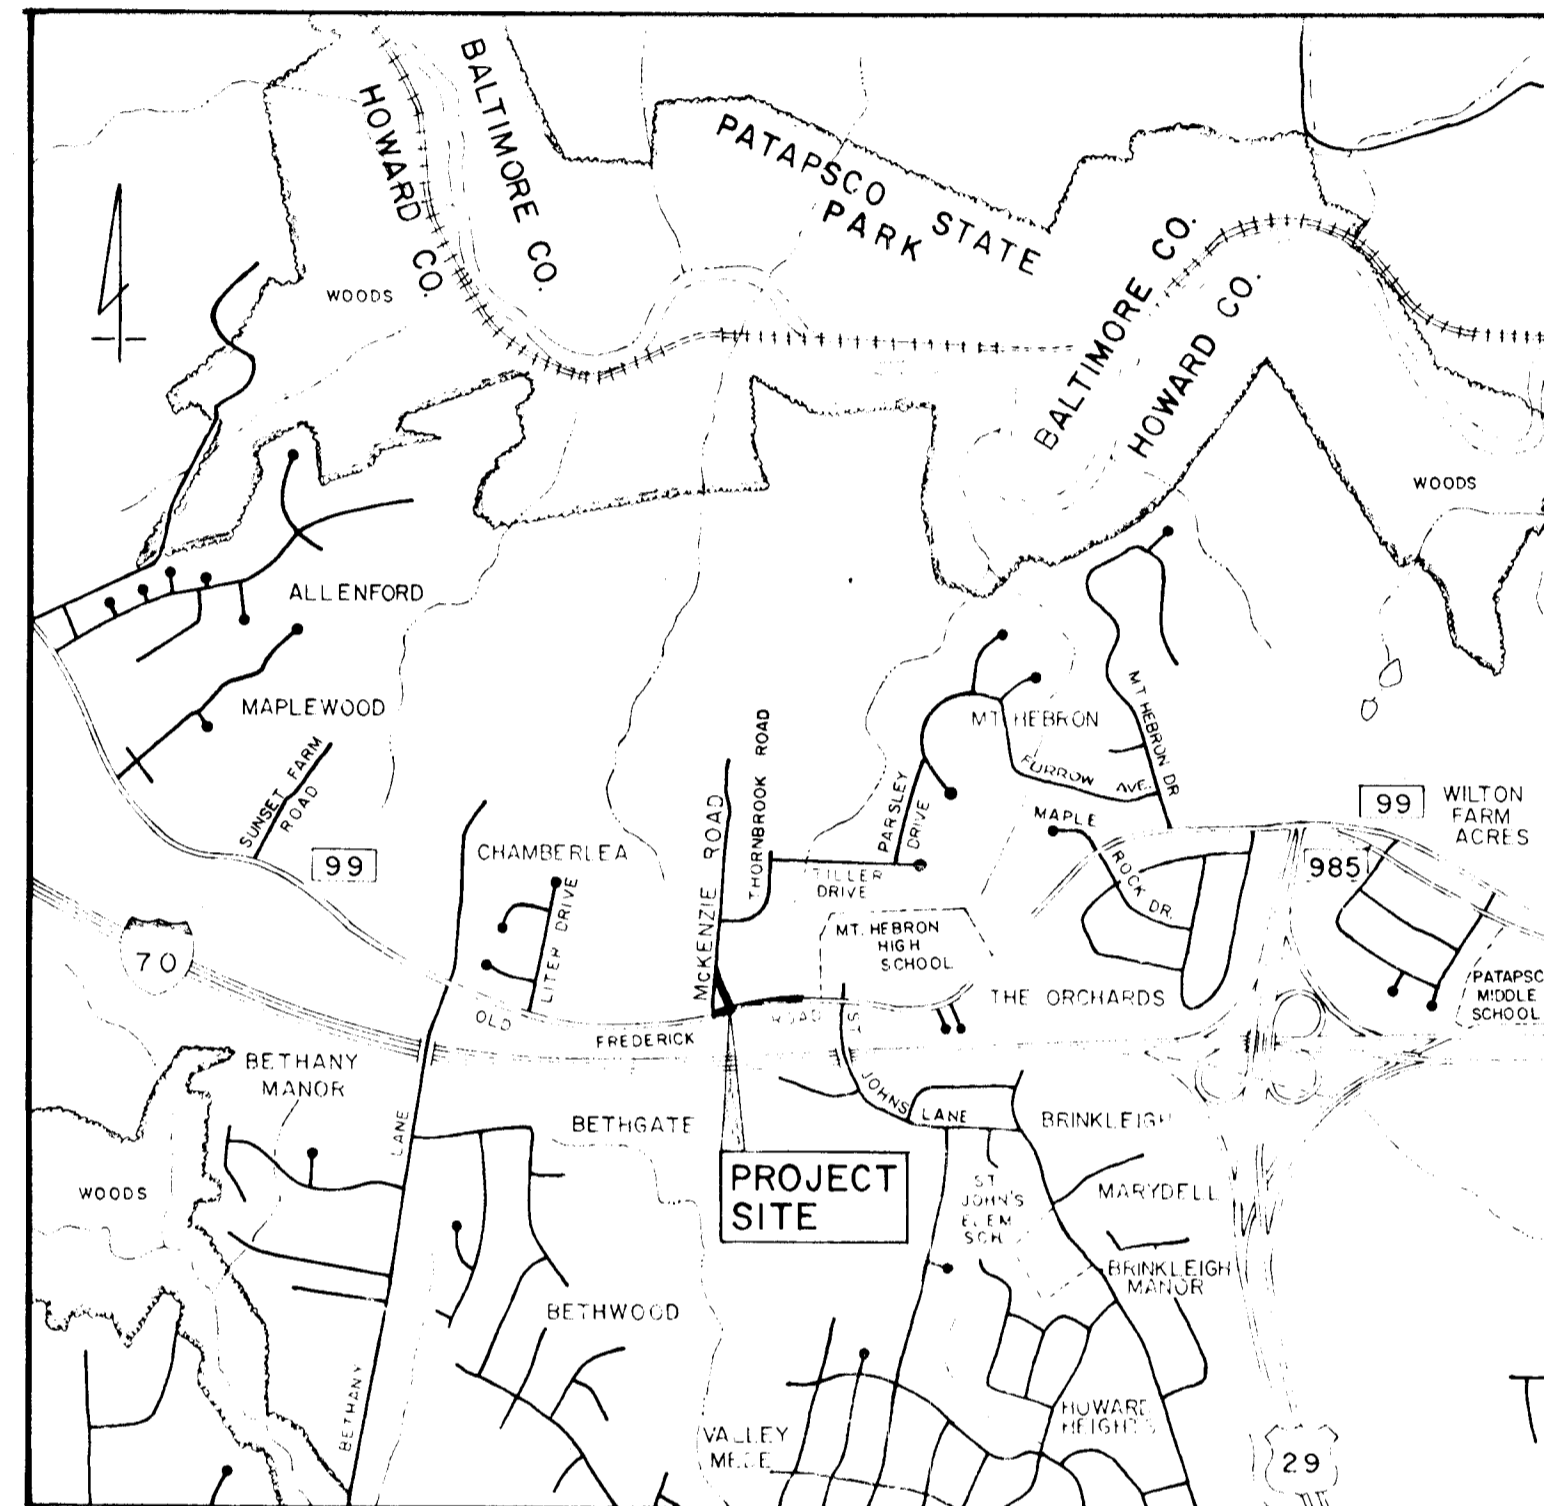 BALTIMORE CO.
HOWARD CO.
PATAPSCO STATE
PARK
BALTIMORE CO.
HOWARD CO.
WOODS
WOODS
ALLENFORD
MAPLEWOOD
SUNSET FARM
ROAD
99
CHAMBERLEA
LITER DRIVE
MCKENZIE ROAD
THORNBROOK ROAD
TILLER
DRIVE
PARSLEY
DRIVE
MT. HEBRON
FURROW AVE.
MT HEBRON DR
MAPLE
ROCK DR.
99
WILTON
FARM
ACRES
985
MT. HEBRON
HIGH
SCHOOL
THE ORCHARDS
PATAPSC
MIDDLE
SCHOOL
70
OLD
FREDERICK
ROAD
ST.
JOHNS
LANE
BETHANY
MANOR
BETHGATE
BRINKLEIGH
WOODS
LANE
PROJECT
SITE
ST
JOHN'S
ELEM
SCH
MARYDELL
BRINKLEIGH
MANOR
BETHWOOD
BETHANY
VALLEY
HOWARD
HEIGHTS
29